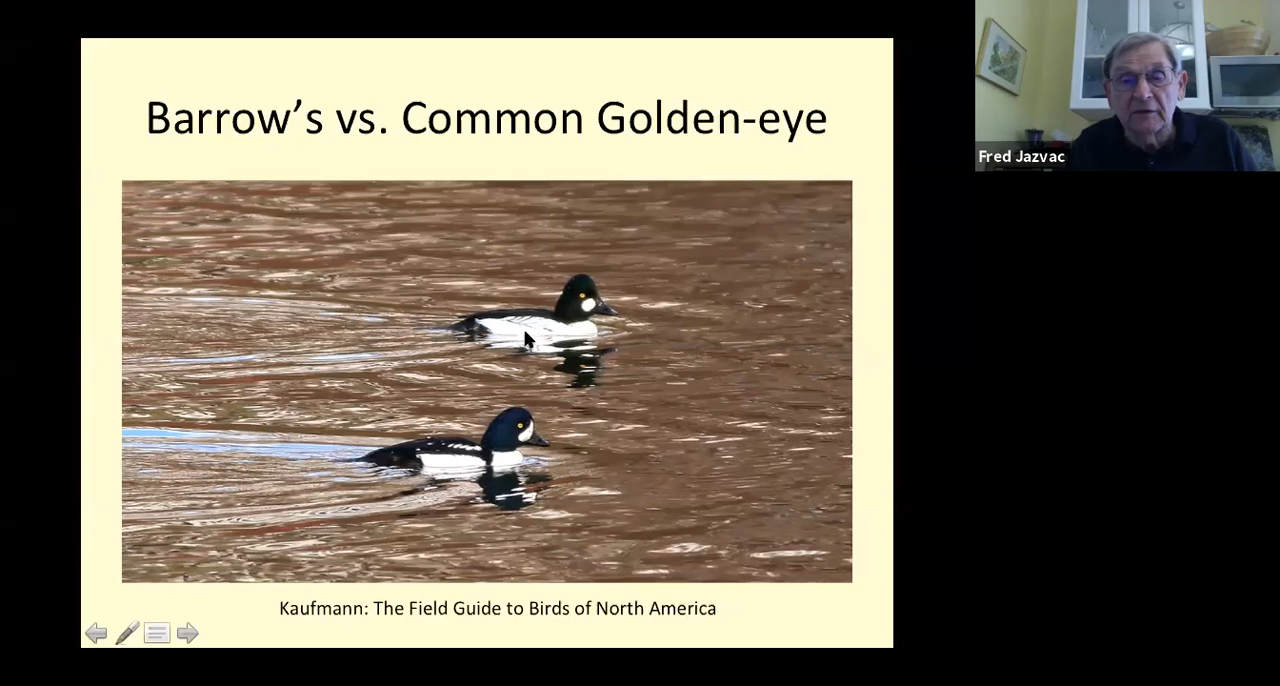 Barrow’s vs. Common Golden-eye
Fred Jazvac
Kaufmann: The Field Guide to Birds of North America